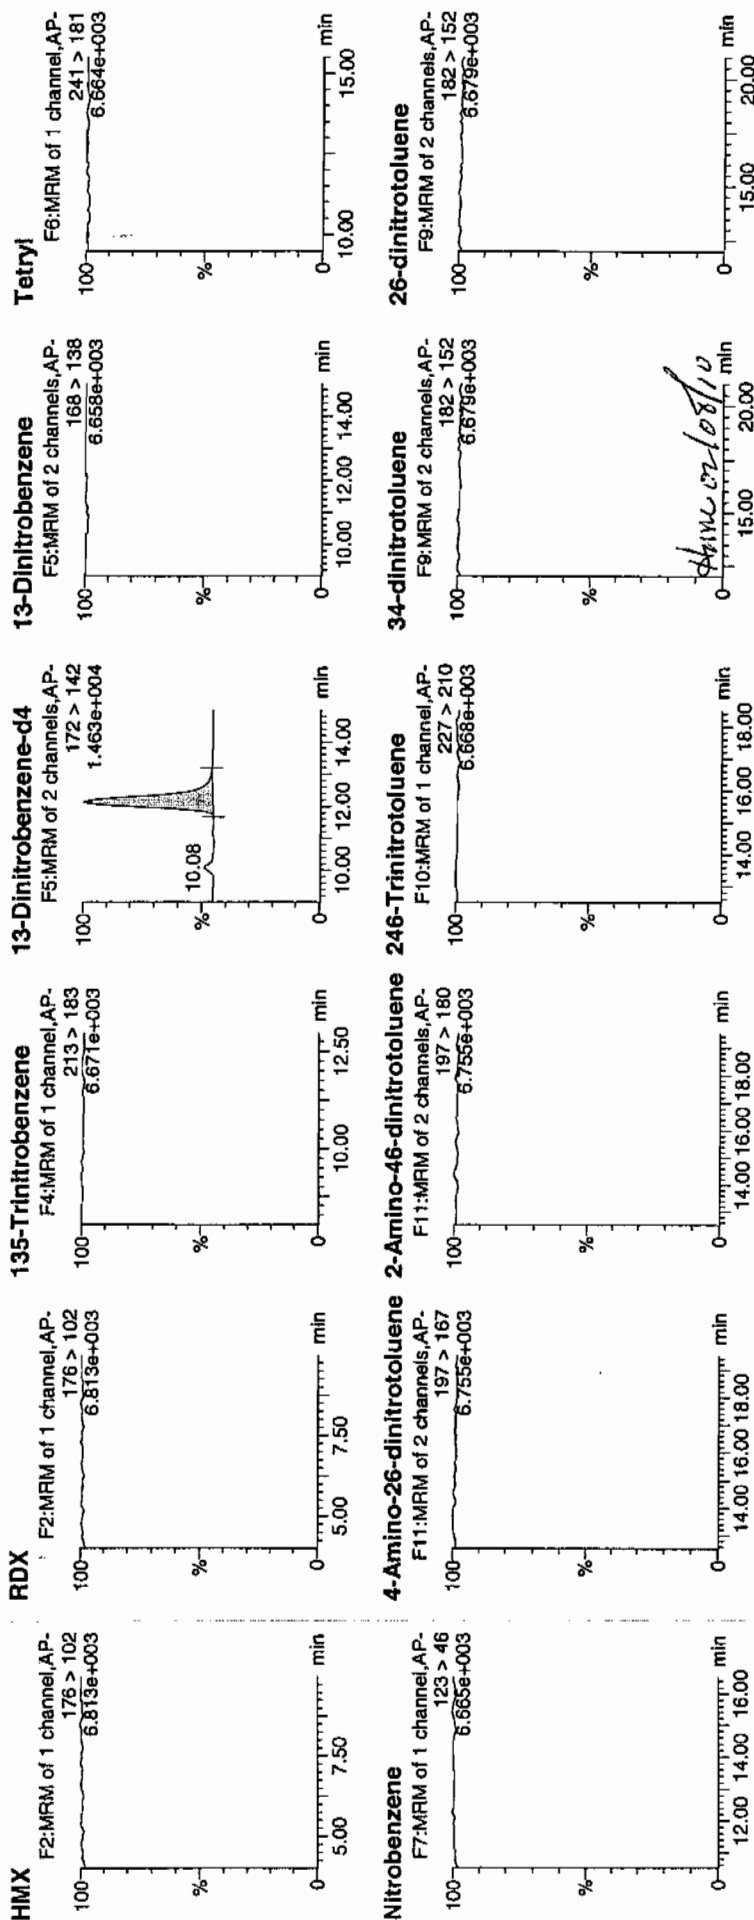 HMX
F2:MRM of 1 channel,AP-
176 > 102
6.813e+003
100
%
0
5.00 7.50 min
RDX
F2:MRM of 1 channel,AP-
176 > 102
6.813e+003
100
%
0
5.00 7.50 min
135-Trinitrobenzene
F4:MRM of 1 channel,AP-
213 > 183
6.671e+003
100
%
0
10.00 12.50 min
13-Dinitrobenzene-d4
F5:MRM of 2 channels,AP-
172 > 142
1.463e+004
100
10.08
%
0
10.00 12.00 14.00 min
13-Dinitrobenzene
F5:MRM of 2 channels,AP-
168 > 138
6.658e+003
100
%
0
10.00 12.00 14.00 min
Tetryl
F6:MRM of 1 channel,AP-
241 > 181
6.664e+003
100
%
0
10.00 15.00 min
Nitrobenzene
F7:MRM of 1 channel,AP-
123 > 46
6.665e+003
100
%
0
12.00 14.00 16.00 min
4-Amino-26-dinitrotoluene
F11:MRM of 2 channels,AP-
197 > 167
6.755e+003
100
%
0
14.00 16.00 18.00 min
2-Amino-46-dinitrotoluene
F11:MRM of 2 channels,AP-
197 > 180
6.755e+003
100
%
0
14.00 16.00 18.00 min
246-Trinitrotoluene
F10:MRM of 1 channel,AP-
227 > 210
6.668e+003
100
%
0
14.00 16.00 18.00 min
34-dinitrotoluene
F9:MRM of 2 channels,AP-
182 > 152
6.679e+003
100
%
0
15.00 20.00 min
26-dinitrotoluene
F9:MRM of 2 channels,AP-
182 > 152
6.679e+003
100
%
0
15.00 20.00 min